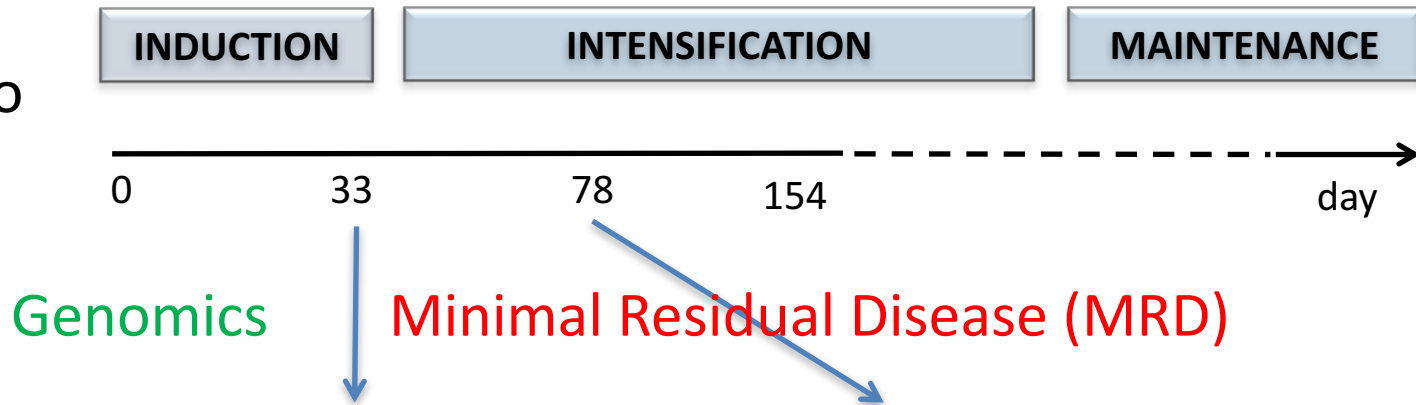 INDUCTION INTENSIFICATION MAINTENANCE
o
0 33 78 154 day
Genomics Minimal Residual Disease (MRD)